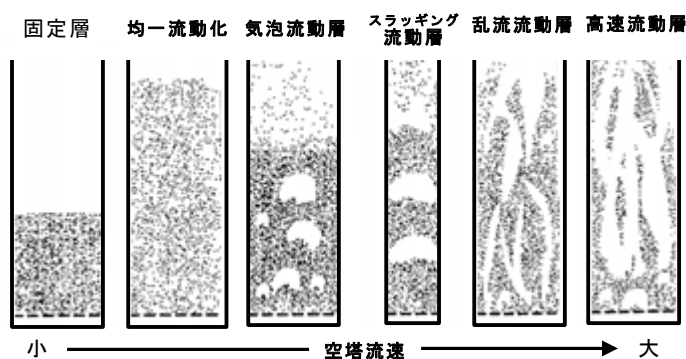 固定層
均一流動化
気泡流動層
スラッギング
流動層
乱流流動層
高速流動層
小
空塔流速
大